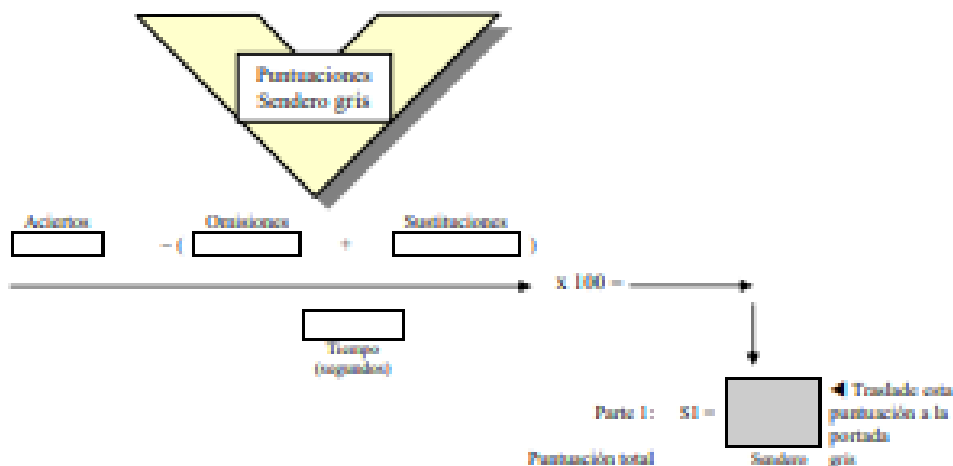 Puntuaciones
Sendero gris
Aciertos Omisiones Sustituciones
– ( + )
x 100 =
Tiempo
(segundos)
◄ Traslade esta
Parte 1: S1 = puntuación a la
portada
Puntuación total Sendero gris